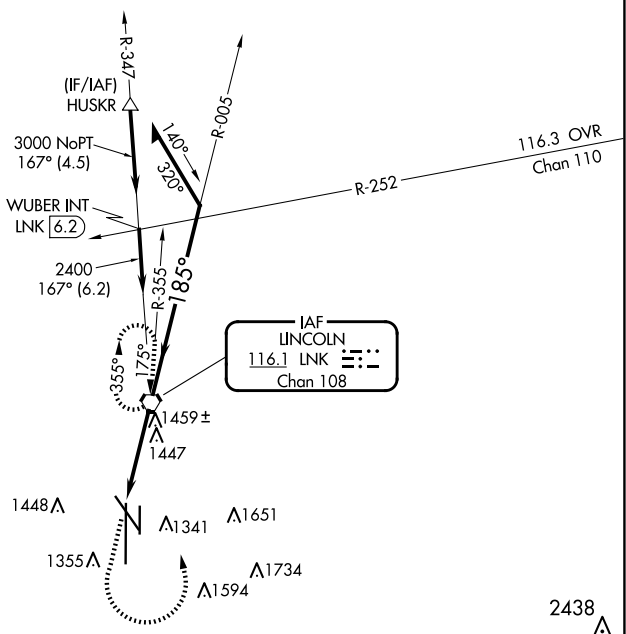 R-347
(IF/IAF)
HUSKR
R-005
3000 NoPT
167° (4.5)
140°
320°
116.3 OVR
Chan 110
R-252
WUBER INT
LNK 6.2
2400
167° (6.2)
R-355
185°
IAF
LINCOLN
116.1 LNK
Chan 108
355°
175°
1459±
1447
1448
1341
1651
1355
1594
1734
2438